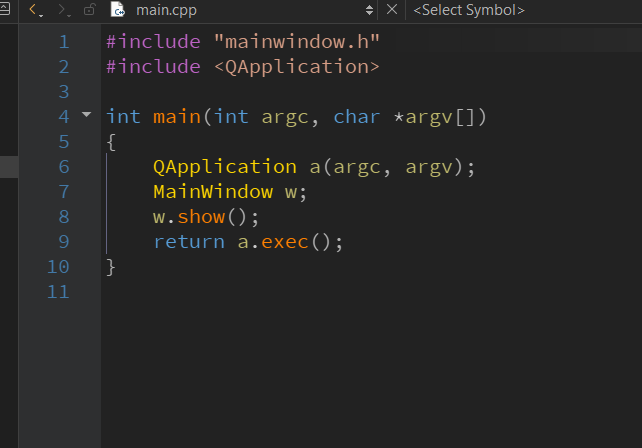 main.cpp <Select Symbol>
1 #include "mainwindow.h"
2 #include <QApplication>
3
4 int main(int argc, char *argv[])
5 {
6     QApplication a(argc, argv);
7     MainWindow w;
8     w.show();
9     return a.exec();
10 }
11